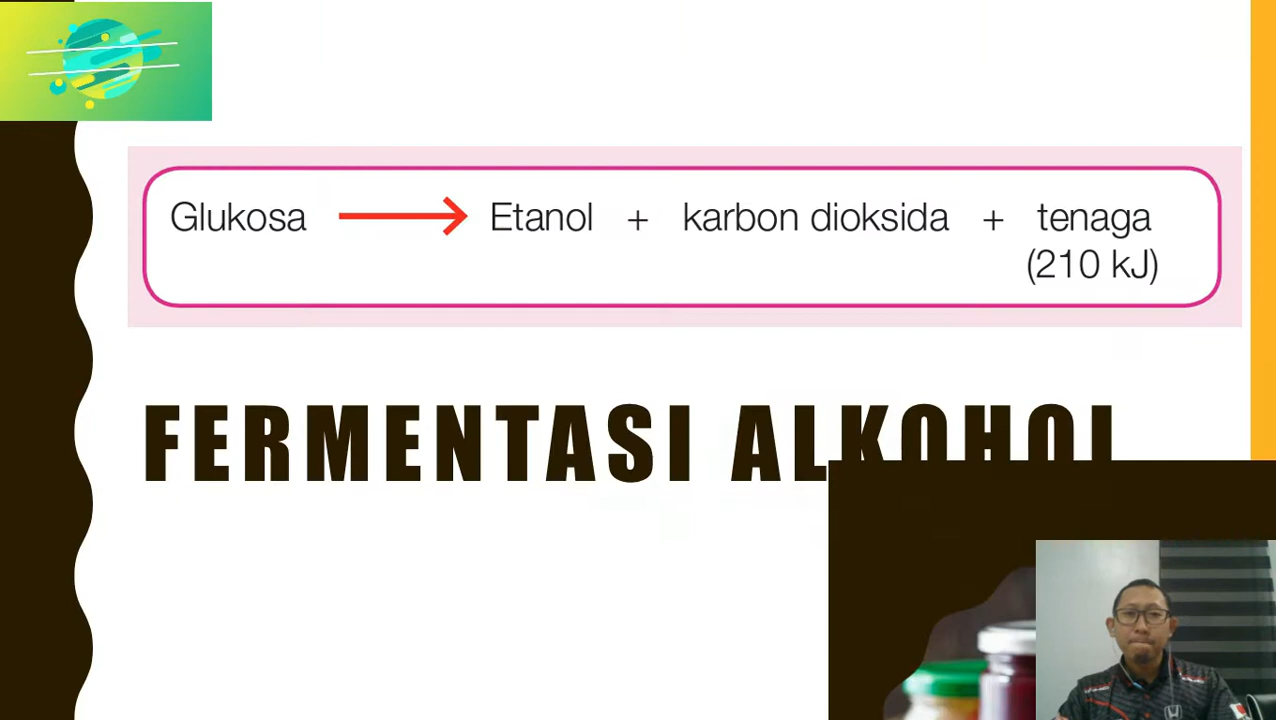 Glukosa → Etanol + karbon dioksida + tenaga
(210 kJ)
FERMENTASI ALKOHOL